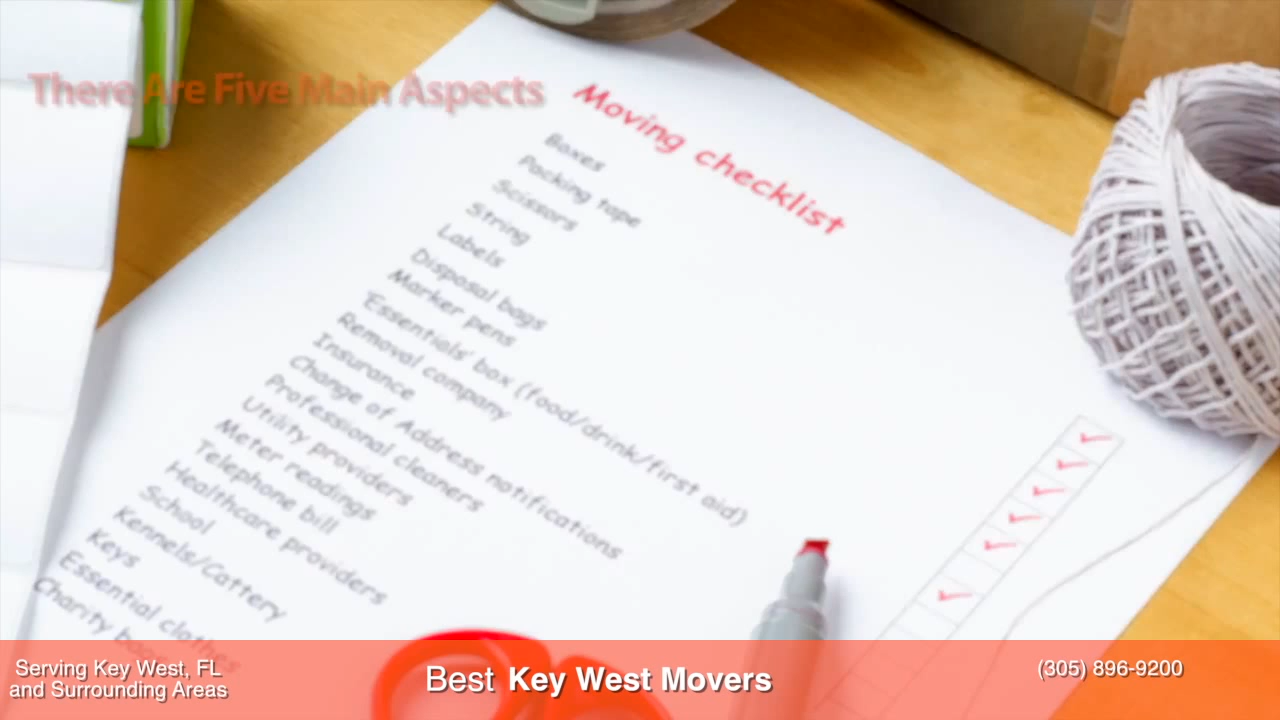 There Are Five Main Aspects
Moving checklist
Boxes
Packing tape
Scissors
String
Labels
Disposal bags
Marker pens
'Essentials' box (food/drink/first aid)
Removal company
Insurance
Change of Address notifications
Professional cleaners
Utility providers
Meter readings
Telephone bill
Healthcare providers
School
Kennels/Cattery
Keys
Essential clothes
Charity
Serving Key West, FL
and Surrounding Areas
Best Key West Movers
(305) 896-9200